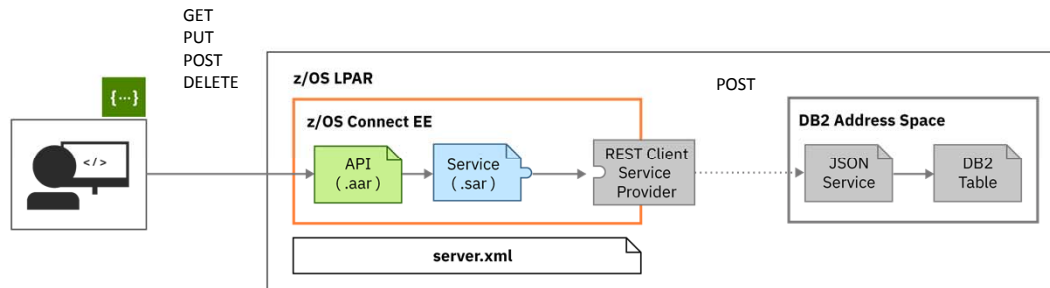 GET
PUT
POST
DELETE
{...}
</>
z/OS LPAR
POST
z/OS Connect EE
API
(.aar)
Service
(.sar)
REST Client
Service
Provider
server.xml
DB2 Address Space
JSON
Service
DB2
Table